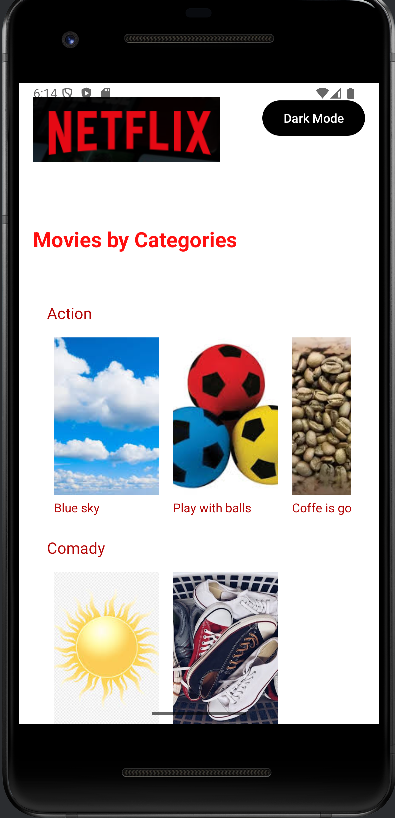 6:14
NETFLIX
Dark Mode
Movies by Categories
Action
Blue sky
Play with balls
Coffe is go
Comady